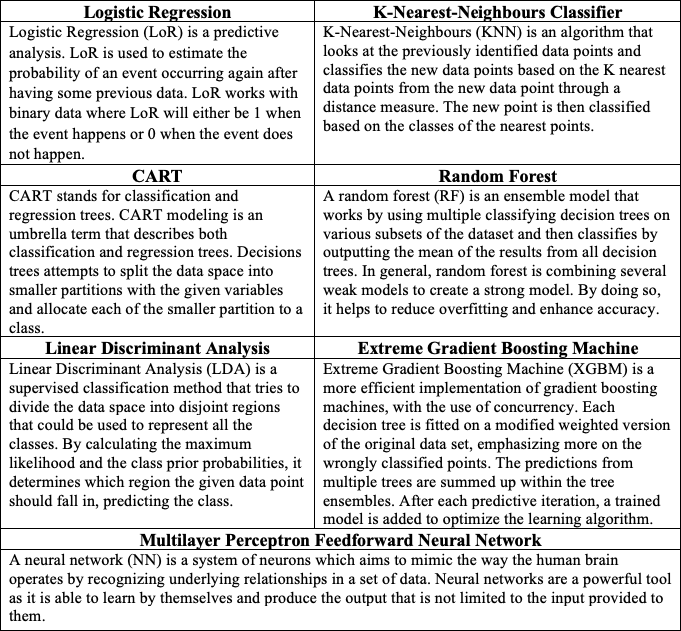 Logistic Regression
Logistic Regression (LoR) is a predictive
analysis. LoR is used to estimate the
probability of an event occurring again after
having some previous data. LoR works with
binary data where LoR will either be 1 when
the event happens or 0 when the event does
not happen.
K-Nearest-Neighbours Classifier
K-Nearest-Neighbours (KNN) is an algorithm that
looks at the previously identified data points and
classifies the new data points based on the K nearest
data points from the new data point through a
distance measure. The new point is then classified
based on the classes of the nearest points.
CART
CART stands for classification and
regression trees. CART modeling is an
umbrella term that describes both
classification and regression trees. Decisions
trees attempts to split the data space into
smaller partitions with the given variables
and allocate each of the smaller partition to a
class.
Random Forest
A random forest (RF) is an ensemble model that
works by using multiple classifying decision trees on
various subsets of the dataset and then classifies by
outputting the mean of the results from all decision
trees. In general, random forest is combining several
weak models to create a strong model. By doing so,
it helps to reduce overfitting and enhance accuracy.
Linear Discriminant Analysis
Linear Discriminant Analysis (LDA) is a
supervised classification method that tries to
divide the data space into disjoint regions
that could be used to represent all the
classes. By calculating the maximum
likelihood and the class prior probabilities, it
determines which region the given data point
should fall in, predicting the class.
Extreme Gradient Boosting Machine
Extreme Gradient Boosting Machine (XGBM) is a
more efficient implementation of gradient boosting
machines, with the use of concurrency. Each
decision tree is fitted on a modified weighted version
of the original data set, emphasizing more on the
wrongly classified points. The predictions from
multiple trees are summed up within the tree
ensembles. After each predictive iteration, a trained
model is added to optimize the learning algorithm.
Multilayer Perceptron Feedforward Neural Network
A neural network (NN) is a system of neurons which aims to mimic the way the human brain
operates by recognizing underlying relationships in a set of data. Neural networks are a powerful tool
as it is able to learn by themselves and produce the output that is not limited to the input provided to
them.